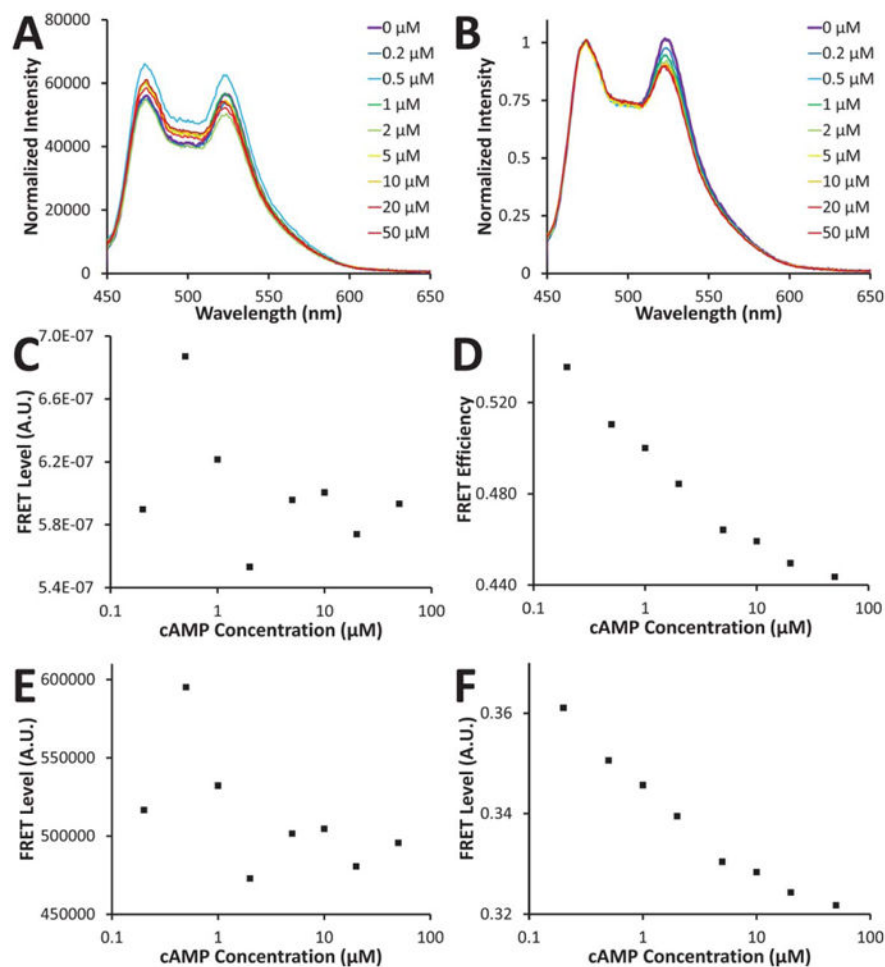 A
80000
60000
40000
20000
0
Normalized Intensity
450
500
550
600
650
Wavelength (nm)
0 μM
0.2 μM
0.5 μM
1 μM
2 μM
5 μM
10 μM
20 μM
50 μM
B
1
0.75
0.5
0.25
0
Normalized Intensity
450
500
550
600
650
Wavelength (nm)
0 μM
0.2 μM
0.5 μM
1 μM
2 μM
5 μM
10 μM
20 μM
50 μM
C
7.0E-07
6.6E-07
6.2E-07
5.8E-07
5.4E-07
FRET Level (A.U.)
0.1
1
10
100
cAMP Concentration (μM)
D
0.520
0.480
0.440
FRET Efficiency
0.1
1
10
100
cAMP Concentration (μM)
E
600000
550000
500000
450000
FRET Level (A.U.)
0.1
1
10
100
cAMP Concentration (μM)
F
0.36
0.34
0.32
FRET Level (A.U.)
0.1
1
10
100
cAMP Concentration (μM)